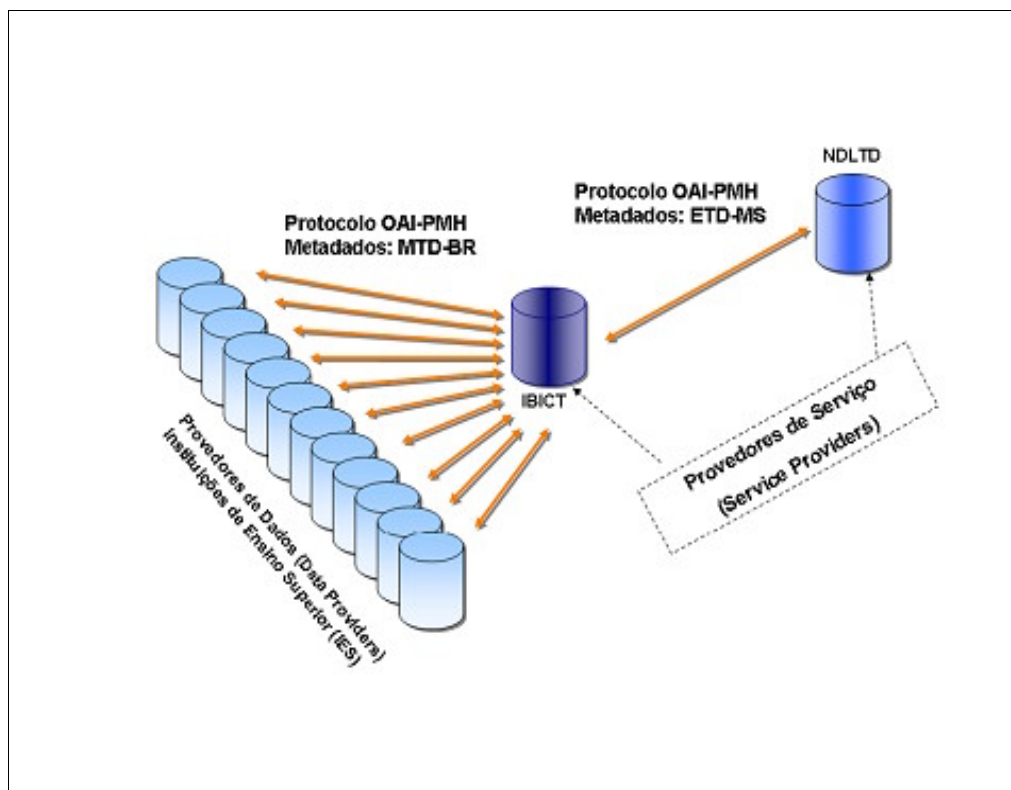 NDLTD
Protocolo OAI-PMH
Metadados: ETD-MS
Protocolo OAI-PMH
Metadados: MTD-BR
IBICT
Provedores de Serviço
(Service Providers)
Provedores de Dados (Data Providers)
Instituições de Ensino Superior (IES)